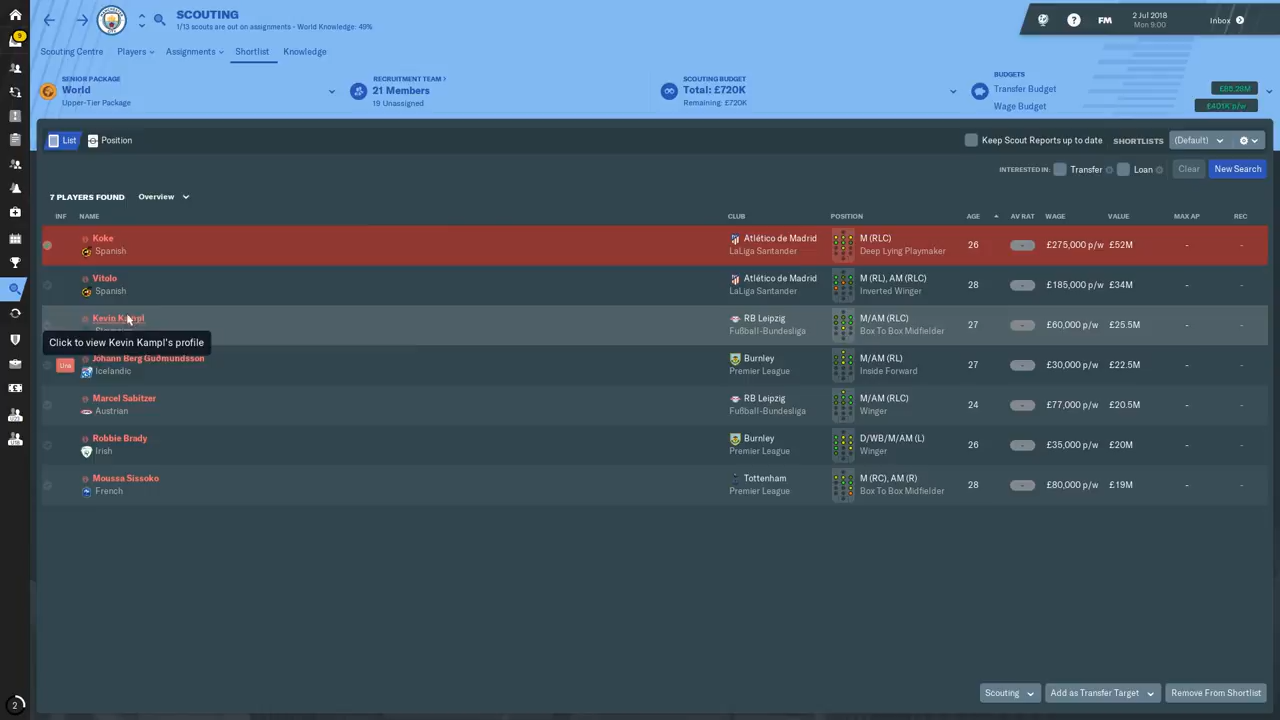 SCOUTING
1/13 scouts are out on assignments - World Knowledge: 49%
FM
2 Jul 2018
Mon 9:00
Inbox
9
Scouting Centre Players Assignments Shortlist Knowledge
SENIOR PACKAGE
World
Upper-Tier Package
RECRUITMENT TEAM >
21 Members
19 Unassigned
SCOUTING BUDGET
Total: £720K
Remaining: £720K
BUDGETS
Transfer Budget
Wage Budget £401K p/w
List Position
Keep Scout Reports up to date SHORTLISTS (Default)
INTERESTED IN: Transfer Loan Clear New Search
7 PLAYERS FOUND Overview
INF NAME CLUB POSITION AGE AV RAT WAGE VALUE MAX AP REC
Koke Atlético de Madrid M (RLC) 26 - £275,000 p/w £52M - -
Spanish LaLiga Santander Deep Lying Playmaker
Vitolo Atlético de Madrid M (RL), AM (RLC) 28 - £185,000 p/w £34M - -
Spanish LaLiga Santander Inverted Winger
Kevin Kampl RB Leipzig M/AM (RLC) 27 - £60,000 p/w £25.5M - -
Fußball-Bundesliga Box To Box Midfielder
Click to view Kevin Kampl's profile
Una Jóhann Berg Guðmundsson Burnley M/AM (RL) 27 - £30,000 p/w £22.5M - -
Icelandic Premier League Inside Forward
Marcel Sabitzer RB Leipzig M/AM (RLC) 24 - £77,000 p/w £20.5M - -
Austrian Fußball-Bundesliga Winger
Robbie Brady Burnley D/WB/M/AM (L) 26 - £35,000 p/w £20M - -
Irish Premier League Winger
Moussa Sissoko Tottenham M (RC), AM (R) 28 - £80,000 p/w £19M - -
French Premier League Box To Box Midfielder
Scouting Add as Transfer Target Remove From Shortlist
2